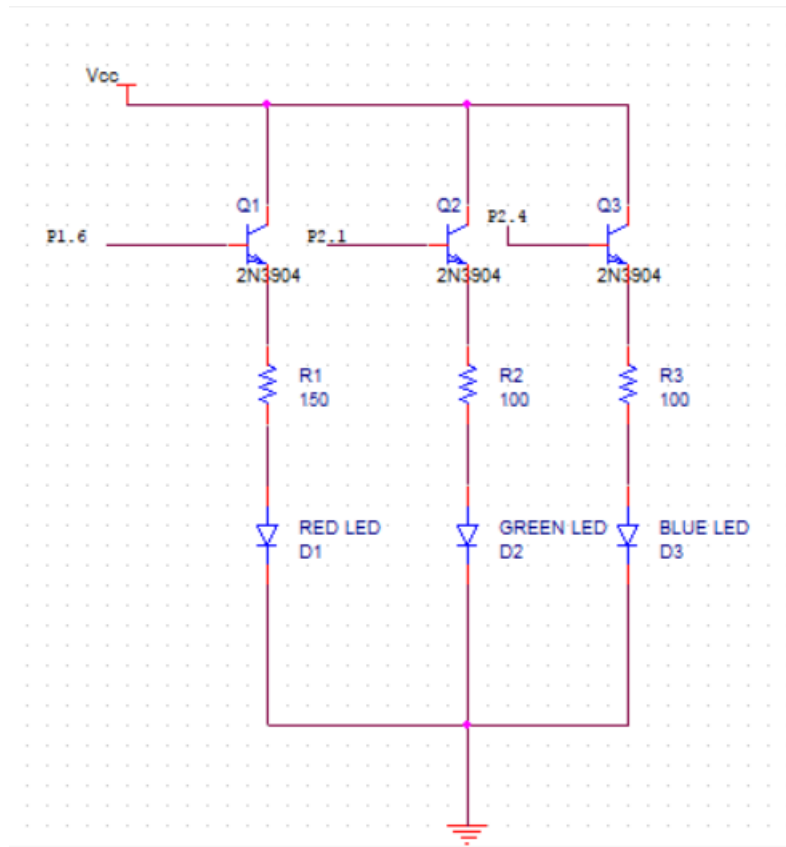 Vcc
Q1
Q2
P2.4
Q3
P1.6
P2.1
2N3904
2N3904
2N3904
R1
150
R2
100
R3
100
RED LED
D1
GREEN LED
D2
BLUE LED
D3